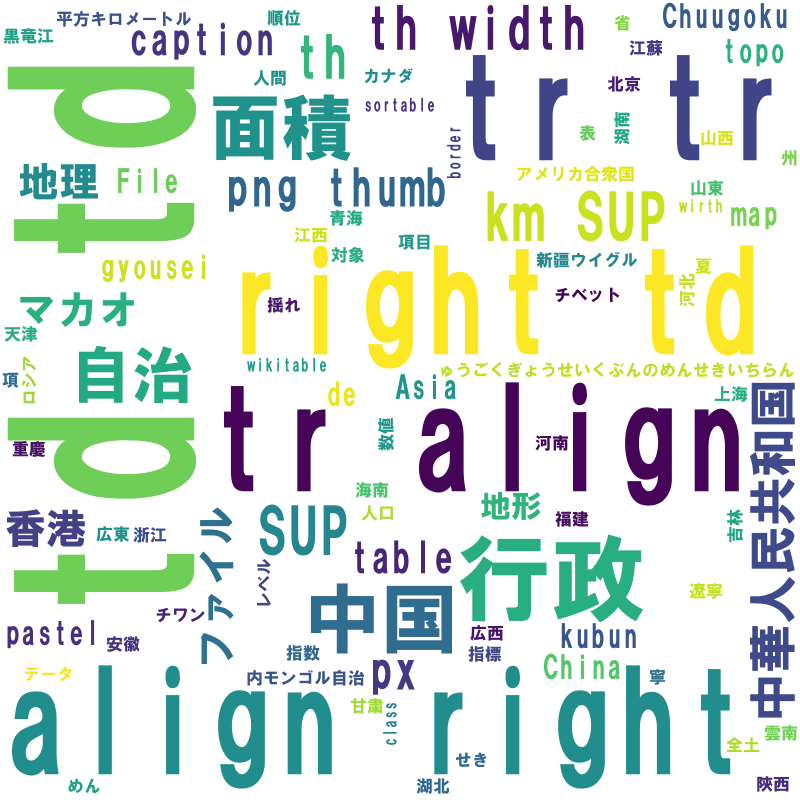 平方キロメートル
順位
Chuugoku
黒竜江
caption
th
th width
省
江蘇
topo
人間
カナダ
sortable
tr tr
北京
td td
面積
border
表
湖南
山西
州
地理
File
png thumb
アメリカ合衆国
山東
km SUP
wirth
map
青海
江西
対象
項目
gyousei
新疆ウイグル
夏
right td
河北
チベット
揺れ
マカオ
天津
wikitable
ゅうごくぎょうせいくぶんのめんせきいちらん
自治
項
ロシア
de
Asia
上海
tr align
中華人民共和国
重慶
数値
河南
海南
人口
地形
香港
広東
浙江
ファイル
SUP
福建
吉林
table
行政
レベル
中国
遼寧
チワン
pastel
安徽
広西
kubun
指数
指標
データ
内モンゴル自治
px
China
寧
align right
甘粛
class
雲南
全土
せき
めん
湖北
陝西